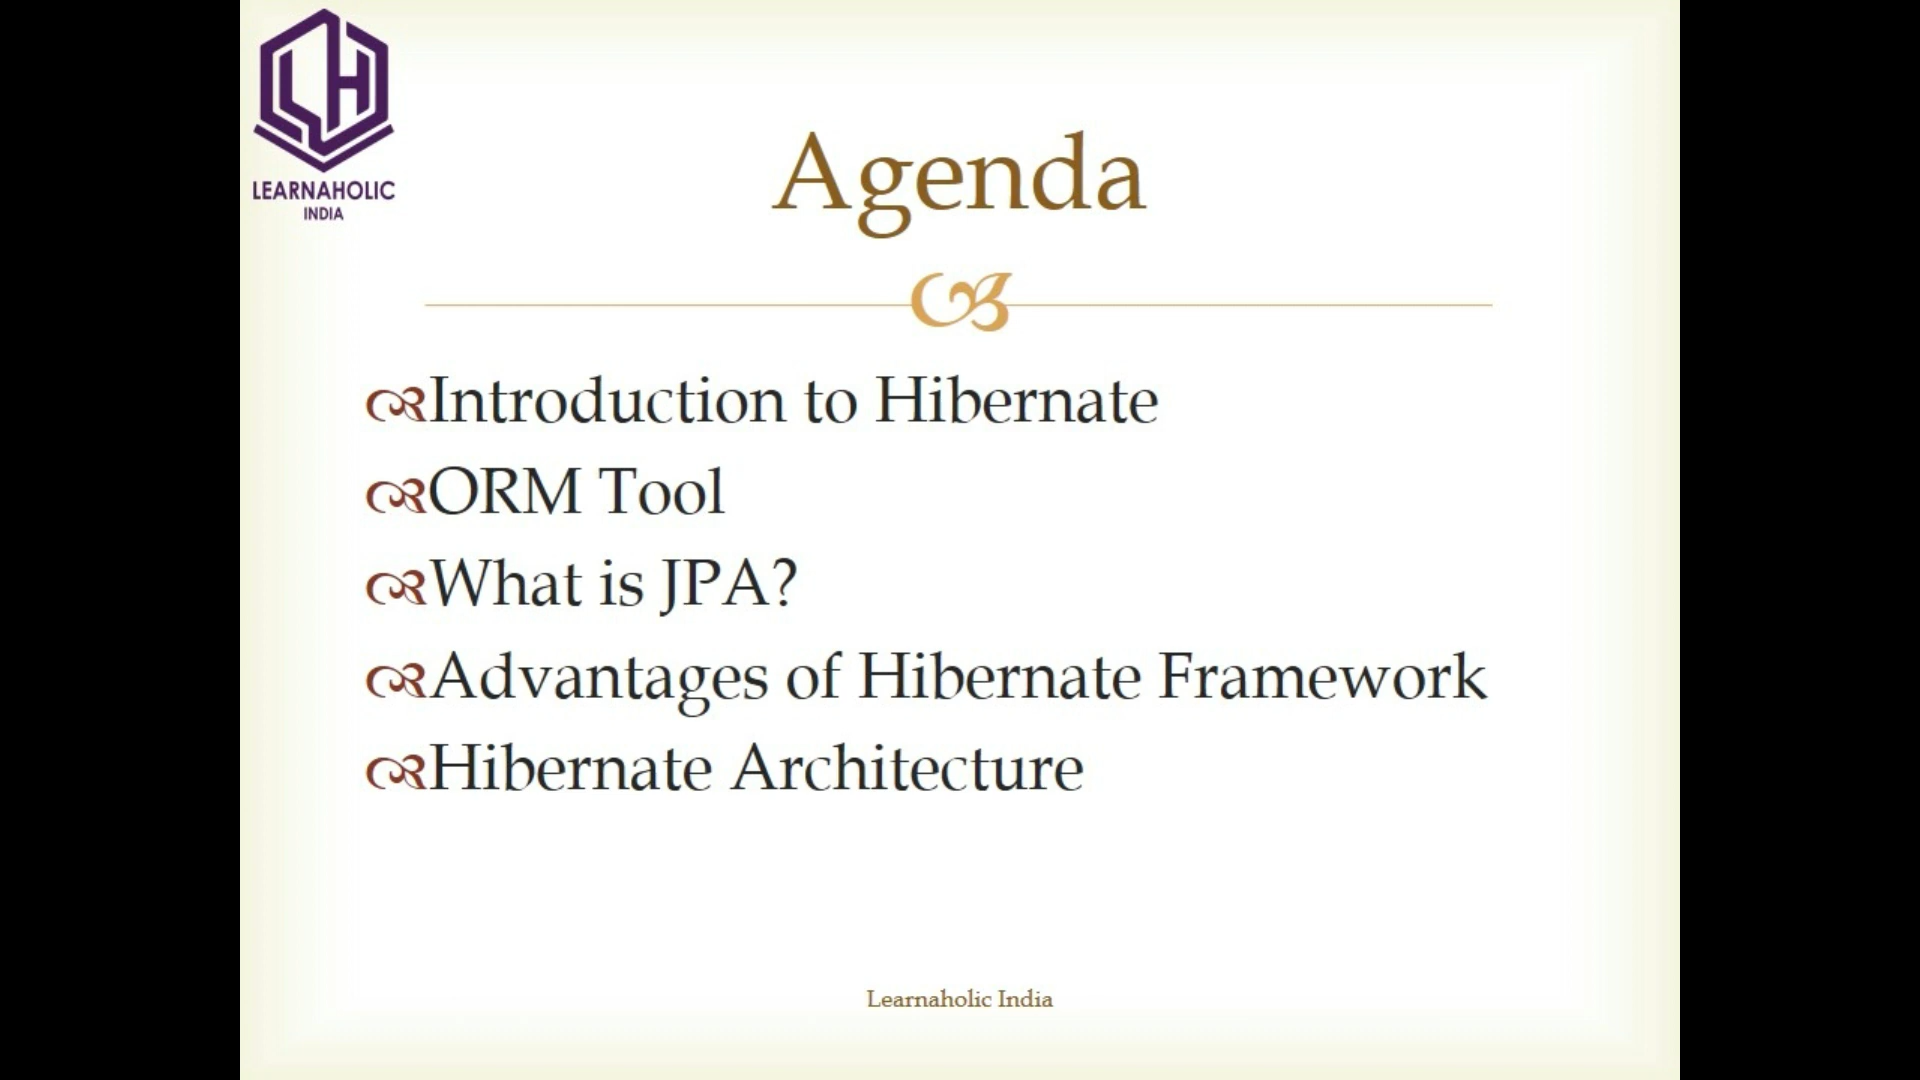 LEARNAHOLIC
INDIA
Agenda
Introduction to Hibernate
ORM Tool
What is JPA?
Advantages of Hibernate Framework
Hibernate Architecture
Learnaholic India